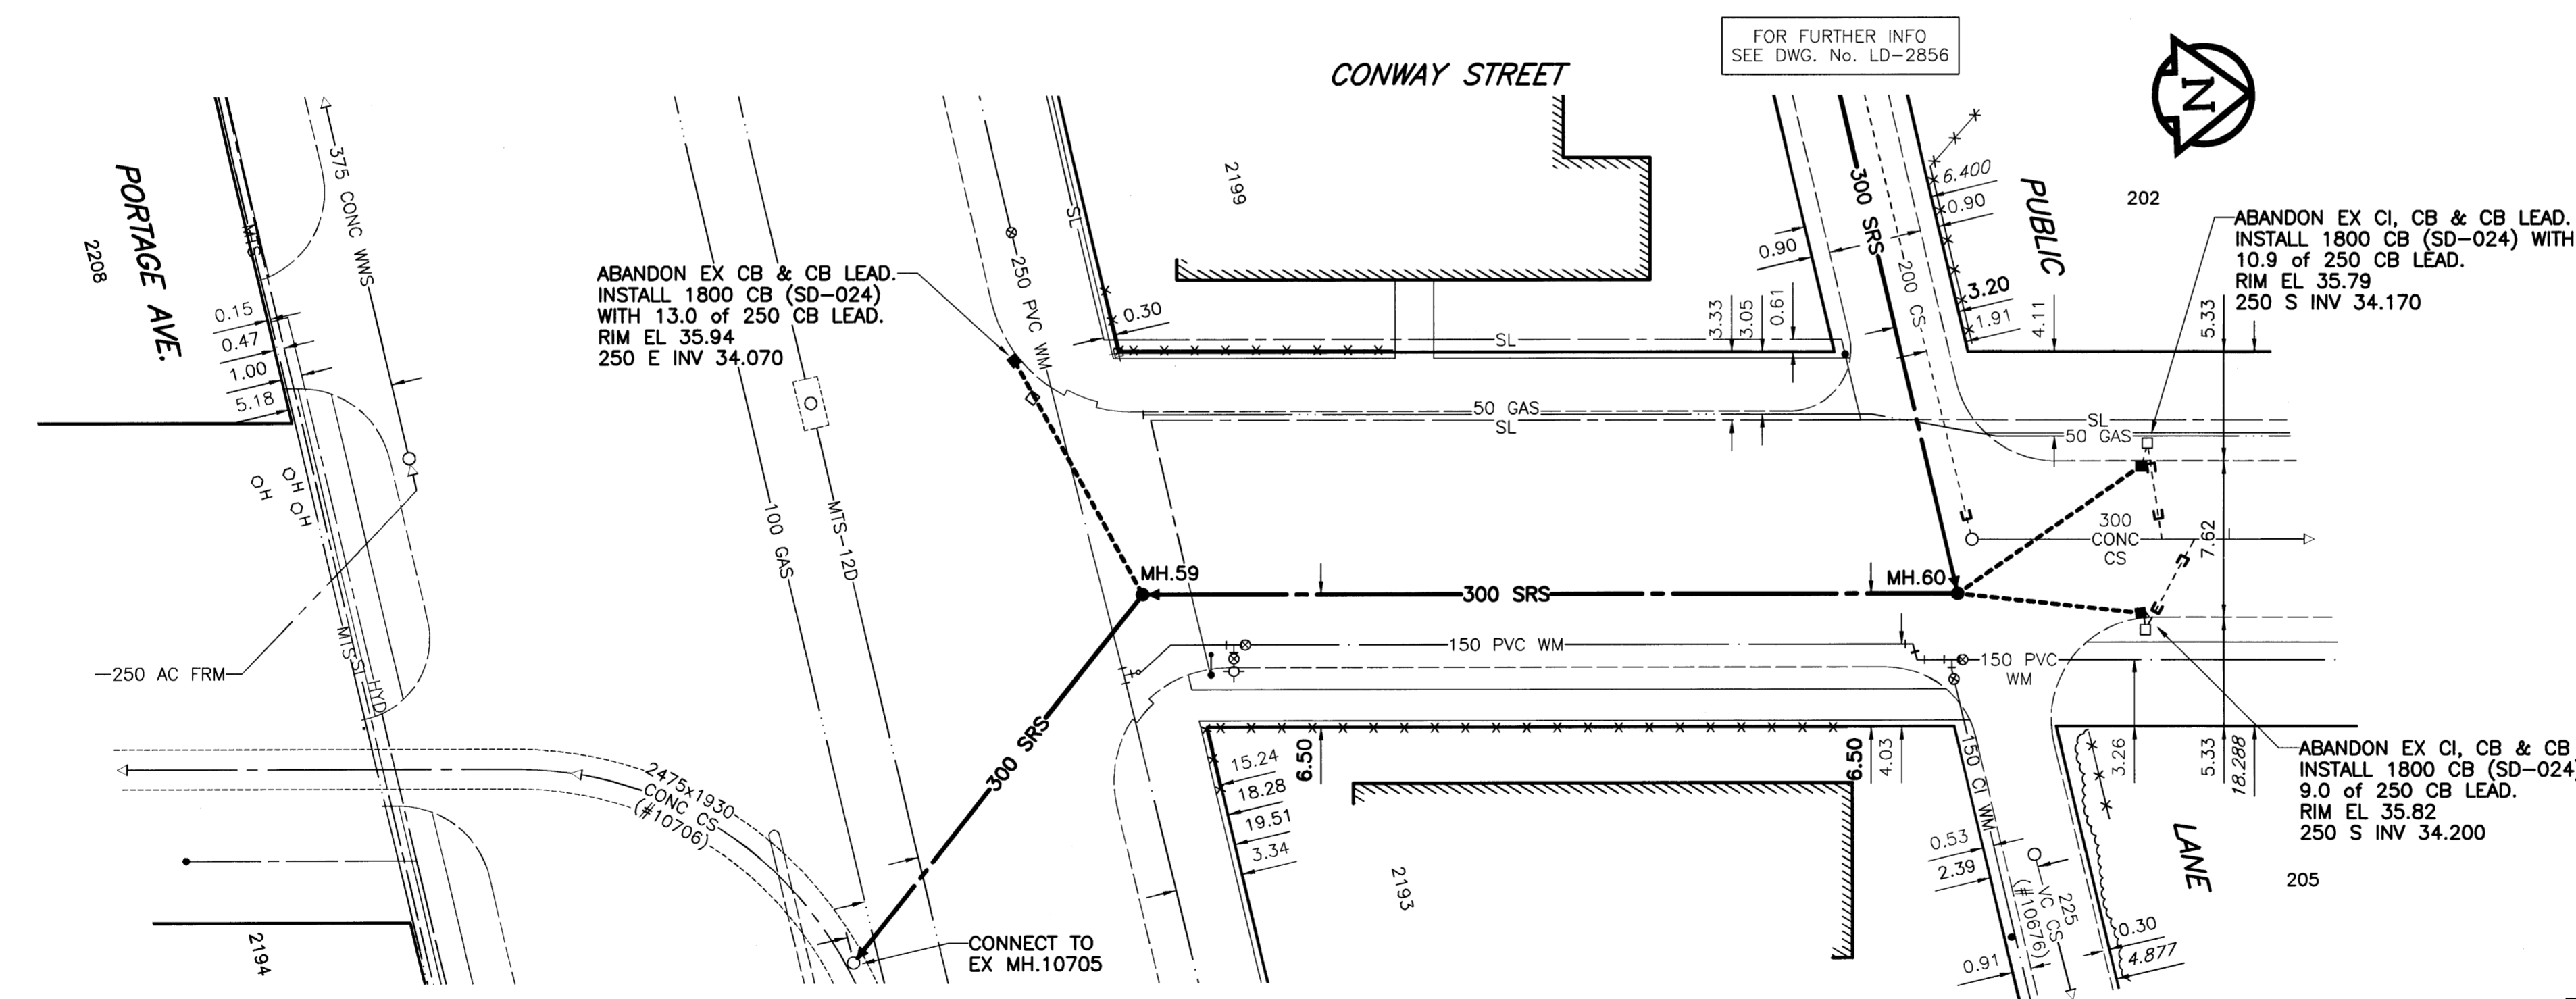 FOR FURTHER INFO
SEE DWG. No. LD-2856
CONWAY STREET
N
PORTAGE AVE.
2208
375 CONC WWS
MTS
0.15
0.47
1.00
5.18
ABANDON EX CB & CB LEAD.
INSTALL 1800 CB (SD-024)
WITH 13.0 of 250 CB LEAD.
RIM EL 35.94
250 E INV 34.070
250 PVC WM
SL
2199
0.30
SL
50 GAS
SL
3.33
3.05
0.61
0.90
300 SRS
200 CS
6.400
0.90
PUBLIC
202
3.20
1.91
4.11
5.33
ABANDON EX CI, CB & CB LEAD.
INSTALL 1800 CB (SD-024) WITH
10.9 of 250 CB LEAD.
RIM EL 35.79
250 S INV 34.170
SL
50 GAS
300
CONC
CS
7.62
OH
OH
OH
100 GAS
MTS-12D
MH.59
300 SRS
MH.60
250 AC FRM
MTS
SL
HYD
150 PVC WM
150 PVC
WM
300 SRS
2475x1930
CONC CS
(#10706)
2194
CONNECT TO
EX MH.10705
15.24
18.28
19.51
3.34
6.50
2193
6.50
4.03
150 CI WM
0.53
2.39
0.91
225
VC CS
(#10676)
3.26
5.33
18.288
ABANDON EX CI, CB & CB
INSTALL 1800 CB (SD-024)
9.0 of 250 CB LEAD.
RIM EL 35.82
250 S INV 34.200
LANE
205
0.30
4.877